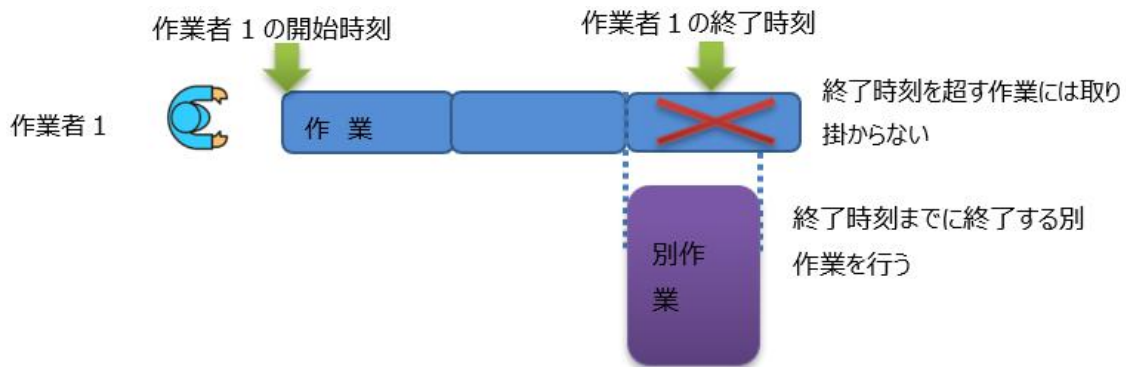 作業者1の開始時刻
作業者1の終了時刻
作業者1
作 業
終了時刻を超す作業には取り
掛からない
別作
業
終了時刻までに終了する別
作業を行う